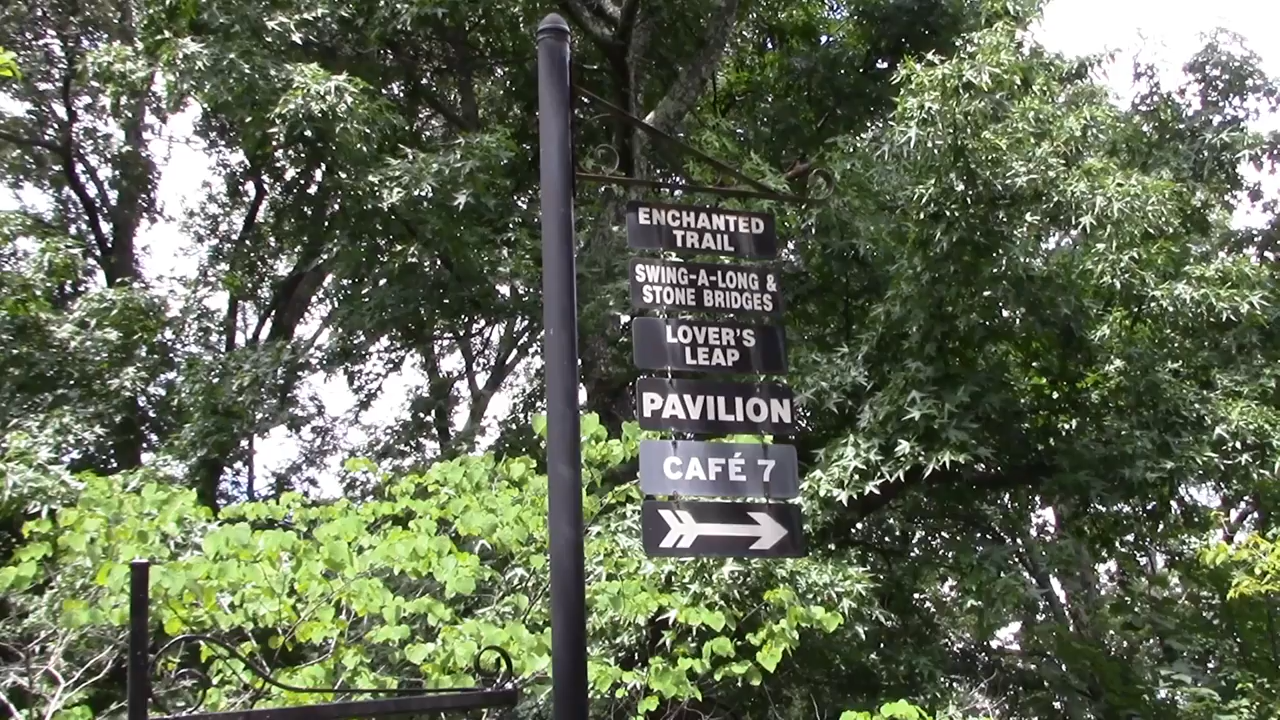 ENCHANTED
TRAIL
SWING-A-LONG &
STONE BRIDGES
LOVER'S
LEAP
PAVILION
CAFÉ 7